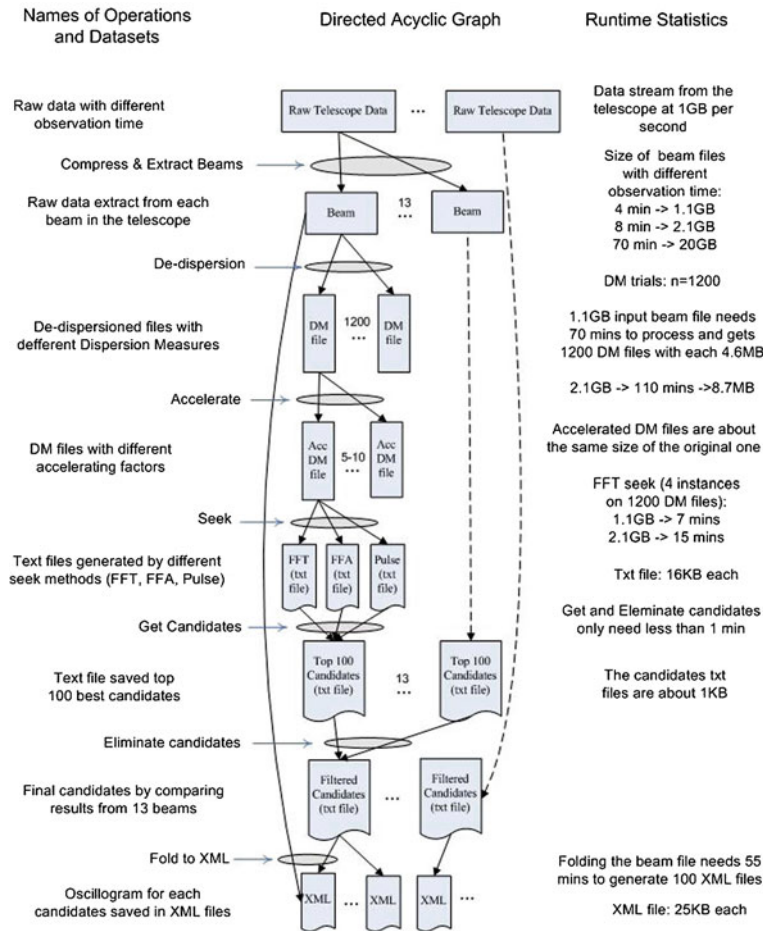 Names of Operations
and Datasets
Directed Acyclic Graph
Runtime Statistics
Raw data with different
observation time
Raw Telescope Data
...
Raw Telescope Data
Data stream from the
telescope at 1GB per
second
Compress & Extract Beams
Size of beam files
with different
observation time:
4 min -> 1.1GB
8 min -> 2.1GB
70 min -> 20GB
Raw data extract from each
beam in the telescope
Beam
13
...
Beam
De-dispersion
DM trials: n=1200
De-dispersioned files with
defferent Dispersion Measures
DM
file
1200
...
DM
file
1.1GB input beam file needs
70 mins to process and gets
1200 DM files with each 4.6MB
2.1GB -> 110 mins ->8.7MB
Accelerate
DM files with different
accelerating factors
Acc
DM
file
5-10
...
Acc
DM
file
Accelerated DM files are about
the same size of the original one
Seek
FFT seek (4 instances
on 1200 DM files):
1.1GB -> 7 mins
2.1GB -> 15 mins
Text files generated by different
seek methods (FFT, FFA, Pulse)
FFT
(txt
file)
FFA
(txt
file)
Pulse
(txt
file)
Txt file: 16KB each
Get Candidates
Get and Eleminate candidates
only need less than 1 min
Text file saved top
100 best candidates
Top 100
Candidates
(txt file)
13
...
Top 100
Candidates
(txt file)
The candidates txt
files are about 1KB
Eliminate candidates
Final candidates by comparing
results from 13 beams
Filtered
Candidates
(txt file)
...
Filtered
Candidates
(txt file)
Fold to XML
Folding the beam file needs 55
mins to generate 100 XML files
Oscillogram for each
candidates saved in XML files
XML
...
XML
XML
...
XML file: 25KB each